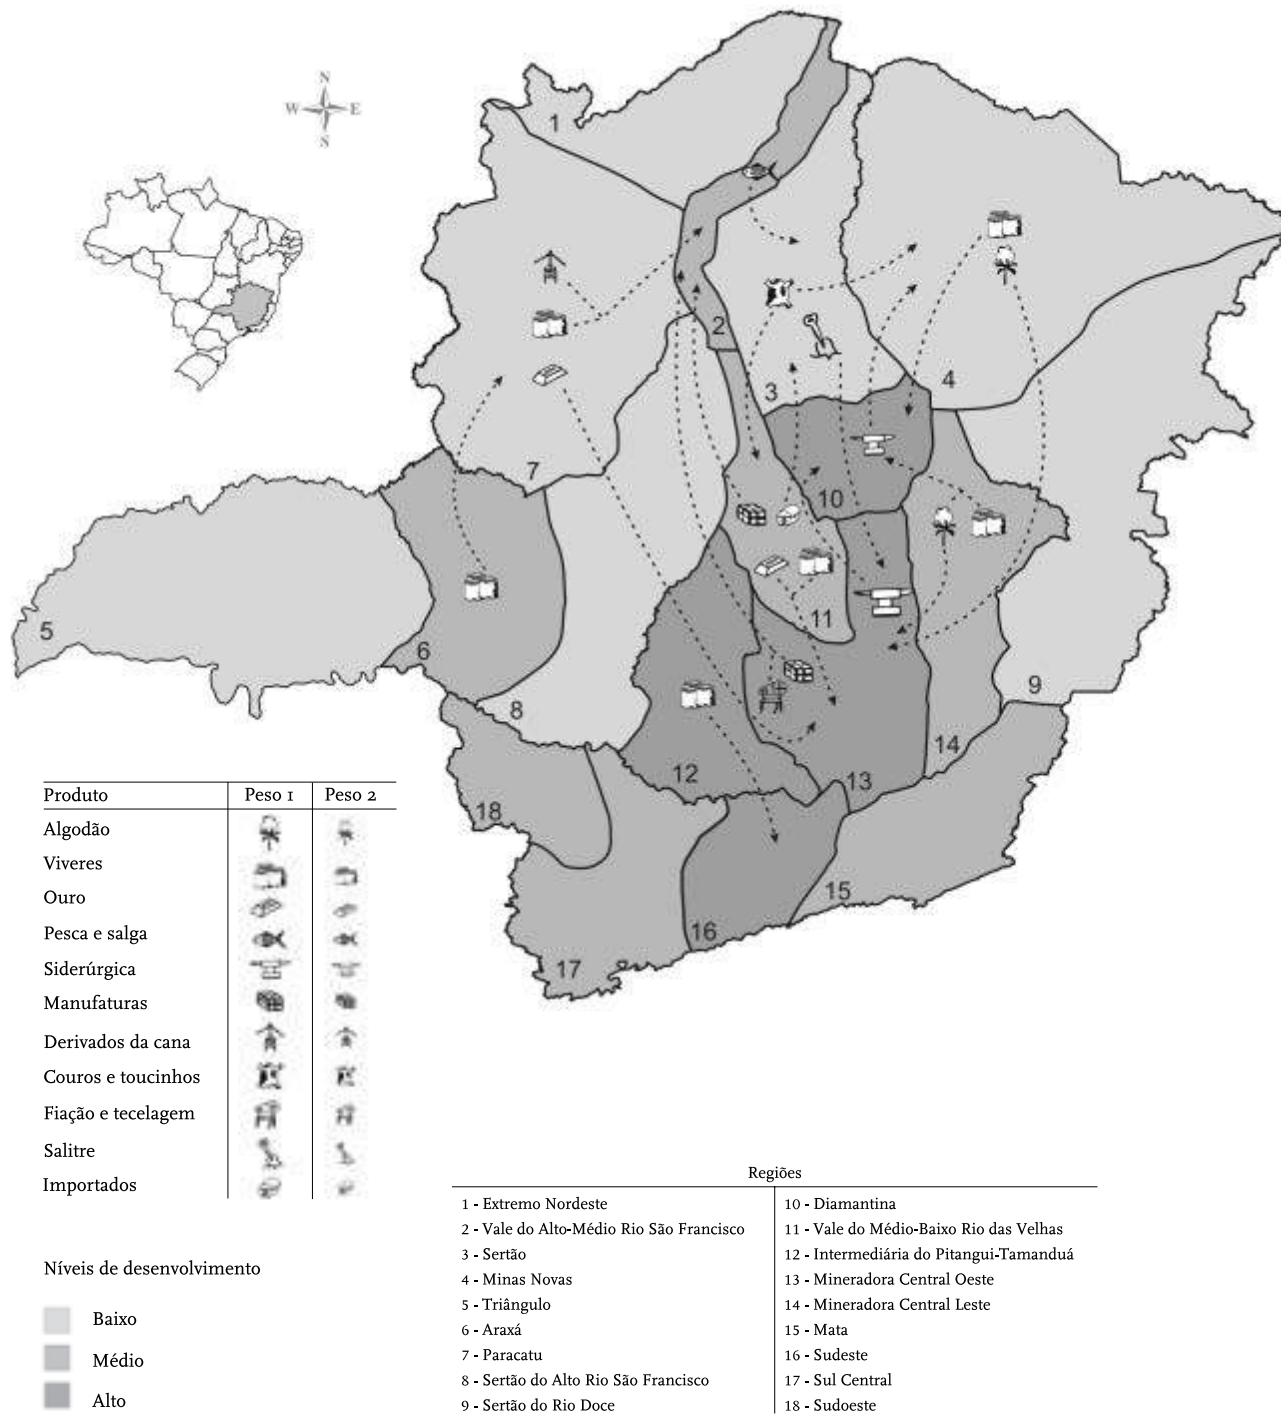 N
W E
S
1
2
3
4
5
6
7
8
9
10
11
12
13
14
15
16
17
18
Produto Peso 1 Peso 2
Algodão
Viveres
Ouro
Pesca e salga
Siderúrgica
Manufaturas
Derivados da cana
Couros e toucinhos
Fiação e tecelagem
Salitre
Importados
Níveis de desenvolvimento
Baixo
Médio
Alto
Regiões
1 - Extremo Nordeste
2 - Vale do Alto-Médio Rio São Francisco
3 - Sertão
4 - Minas Novas
5 - Triângulo
6 - Araxá
7 - Paracatu
8 - Sertão do Alto Rio São Francisco
9 - Sertão do Rio Doce
10 - Diamantina
11 - Vale do Médio-Baixo Rio das Velhas
12 - Intermediária do Pitangui-Tamanduá
13 - Mineradora Central Oeste
14 - Mineradora Central Leste
15 - Mata
16 - Sudeste
17 - Sul Central
18 - Sudoeste